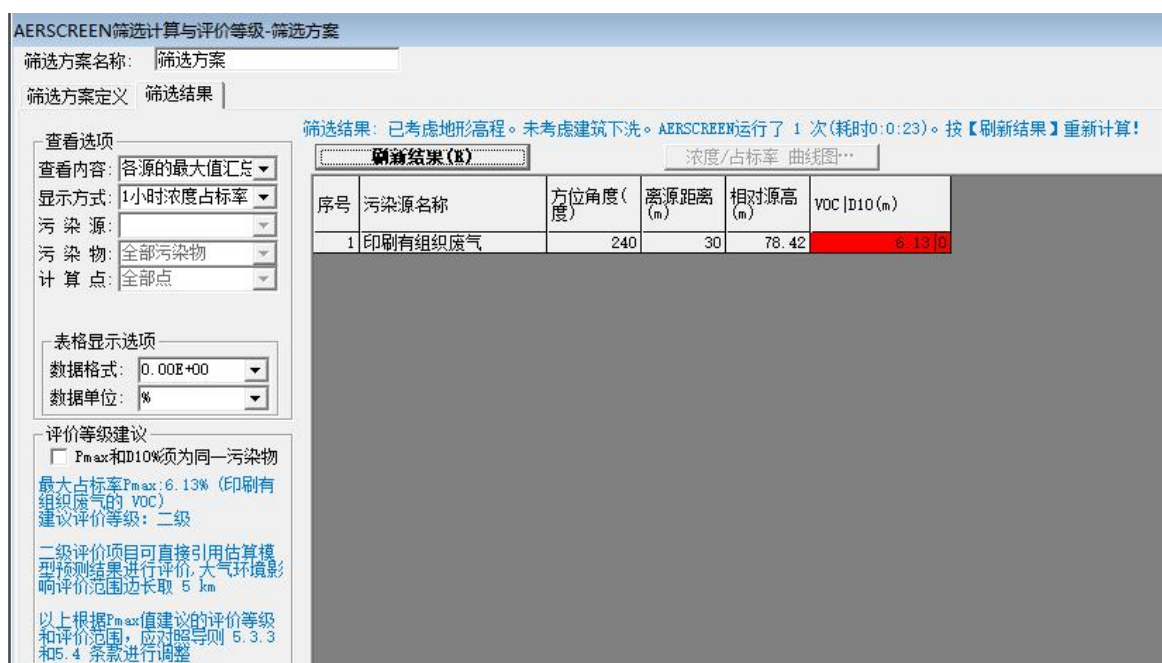 AERSCREEN筛选计算与评价等级-筛选方案
筛选方案名称: 筛选方案
筛选方案定义 筛选结果
筛选结果: 已考虑地形高程。未考虑建筑下洗。AERSCREEN运行了 1 次(耗时0:0:23)。按【刷新结果】重新计算!
查看选项
查看内容: 各源的最大值汇总
显示方式: 1小时浓度占标率
污 染 源:
污 染 物: 全部污染物
计 算 点: 全部点
刷新结果(R) 浓度/占标率 曲线图…
序号 污染源名称 方位角度(度) 离源距离(m) 相对源高(m) VOC|D10(m)
1 印刷有组织废气 240 30 78.42 6.13|0
表格显示选项
数据格式: 0.00E+00
数据单位: %
评价等级建议
Pmax和D10%须为同一污染物
最大占标率Pmax:6.13% (印刷有
组织废气的 VOC)
建议评价等级: 二级
二级评价项目可直接引用估算模
型预测结果进行评价,大气环境影
响评价范围边长取 5 km
以上根据Pmax值建议的评价等级
和评价范围，应对照导则 5.3.3
和5.4 条款进行调整